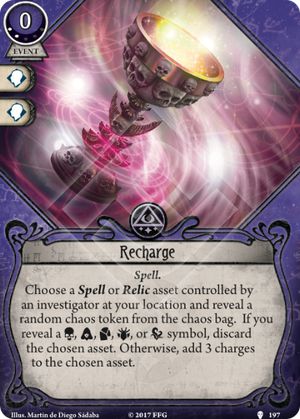 0
EVENT
Recharge
Spell.
Choose a Spell or Relic asset controlled
by an investigator at your location and reveal a
random chaos token from the chaos bag. If you
reveal a , , , , or symbol, discard
the chosen asset. Otherwise, add 3 charges
to the chosen asset.
Illus. Martin de Diego Sádaba © 2017 FFG 197